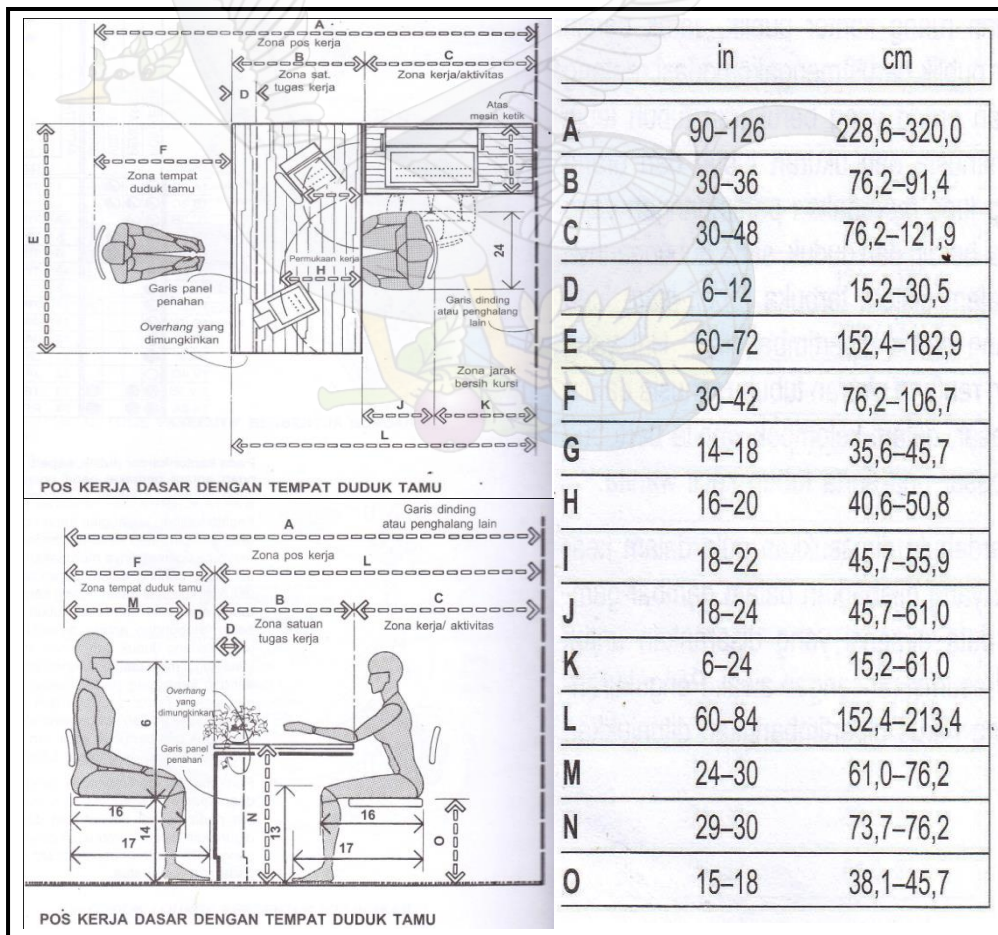 A
Zona pos kerja
B
C
Zona sat.
tugas kerja
Zona kerja/aktivitas
D
Atas
mesin ketik
F
Zona tempat
duduk tamu
E
Permukaan kerja
H
24
Garis panel
penahan
Garis dinding
atau penghalang
lain
Overhang yang
dimungkinkan
Zona jarak
bersih kursi
J
K
L
POS KERJA DASAR DENGAN TEMPAT DUDUK TAMU
Garis dinding
atau penghalang lain
A
Zona pos kerja
F
L
Zona tempat duduk tamu
M
D
B
C
D
Zona satuan
tugas kerja
Zona kerja/ aktivitas
6
Overhang
yang
dimungkinkan
Garis panel
penahan
16
14
17
N
13
16
17
O
POS KERJA DASAR DENGAN TEMPAT DUDUK TAMU
in cm
A 90–126 228,6–320,0
B 30–36 76,2–91,4
C 30–48 76,2–121,9
D 6–12 15,2–30,5
E 60–72 152,4–182,9
F 30–42 76,2–106,7
G 14–18 35,6–45,7
H 16–20 40,6–50,8
I 18–22 45,7–55,9
J 18–24 45,7–61,0
K 6–24 15,2–61,0
L 60–84 152,4–213,4
M 24–30 61,0–76,2
N 29–30 73,7–76,2
O 15–18 38,1–45,7